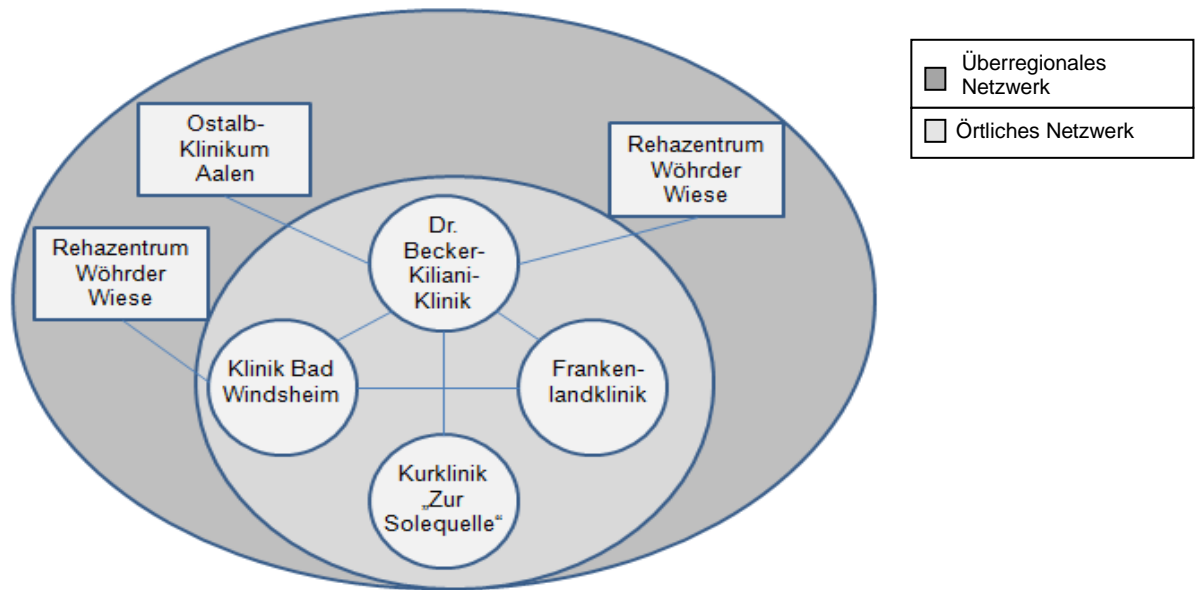 Ostalb-
Klinikum
Aalen
Rehazentrum
Wöhrder
Wiese
Rehazentrum
Wöhrder
Wiese
Dr.
Becker-
Kiliani-
Klinik
Klinik Bad
Windsheim
Franken-
landklinik
Kurklinik
„Zur
Solequelle“
Überregionales
Netzwerk
Örtliches Netzwerk